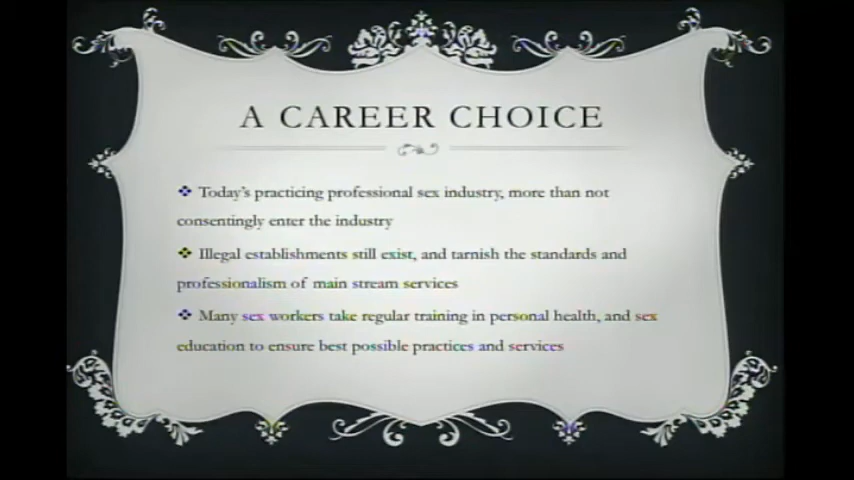 A CAREER CHOICE
Today's practicing professional sex industry, more than not
consentingly enter the industry
Illegal establishments still exist, and tarnish the standards and
professionalism of main stream services
Many sex workers take regular training in personal health, and sex
education to ensure best possible practices and services